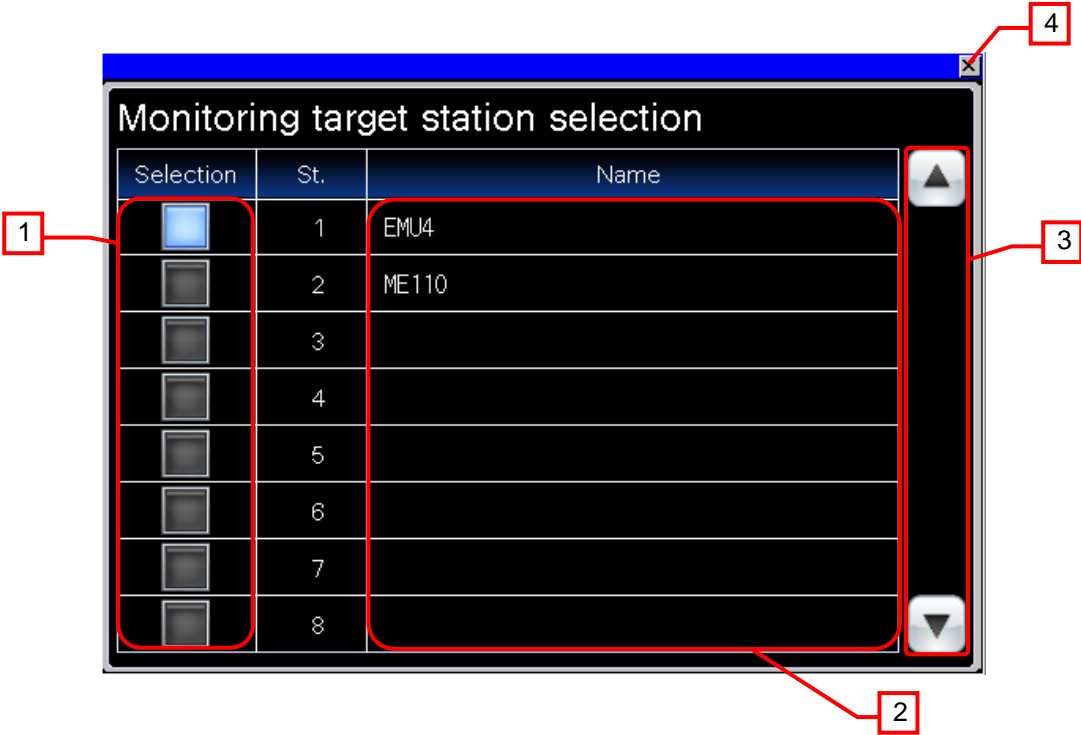 4
Monitoring target station selection
Selection St. Name
1
1 EMU4
3
2 ME110
3
4
5
6
7
8
2